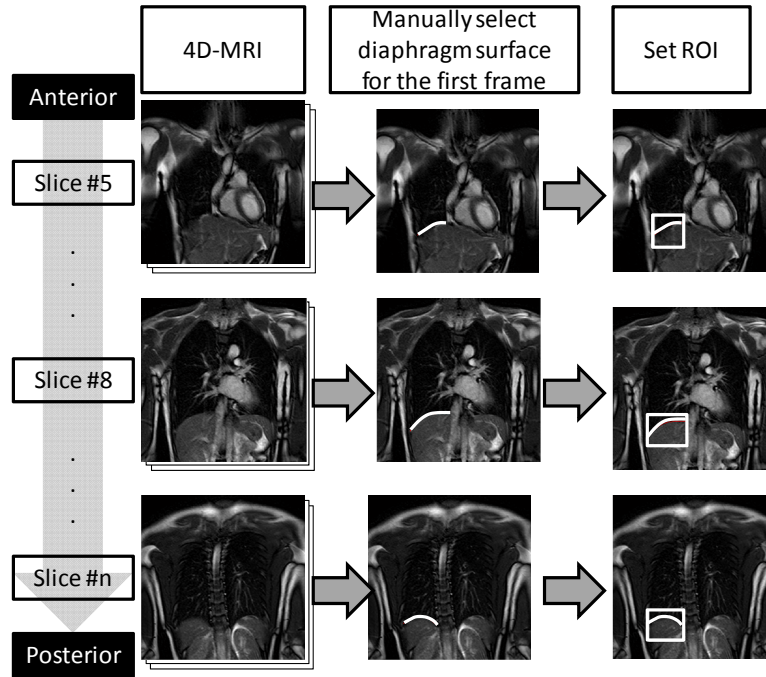 4D-MRI
Manually select
diaphragm surface
for the first frame
Set ROI
Anterior
Slice #5
.
.
.
Slice #8
.
.
.
Slice #n
Posterior